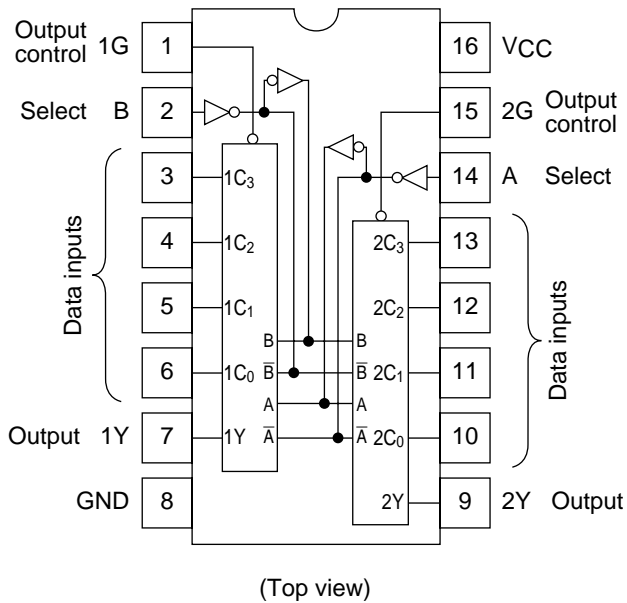 Output control 1G 1
Select B 2
3
4
5
6
Data inputs
Output 1Y 7
GND 8
1C3
1C2
1C1
1C0
1Y
B
B̅
A
A̅
B
B̅
A
A̅
2C3
2C2
2C1
2C0
2Y
16 VCC
15 2G Output control
14 A Select
13
12
11
10
Data inputs
9 2Y Output
(Top view)